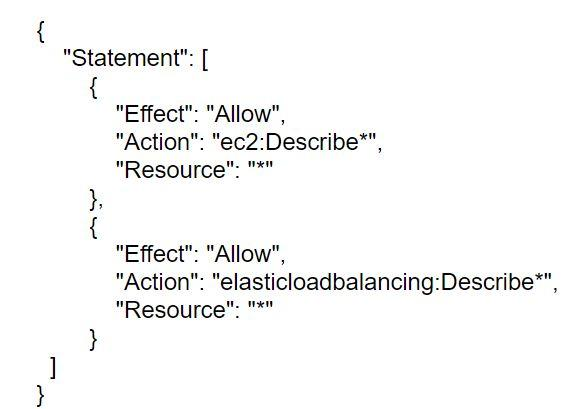 {
"Statement": [
{
"Effect": "Allow",
"Action": "ec2:Describe*",
"Resource": "*"
},
{
"Effect": "Allow",
"Action": "elasticloadbalancing:Describe*",
"Resource": "*"
}
]
}